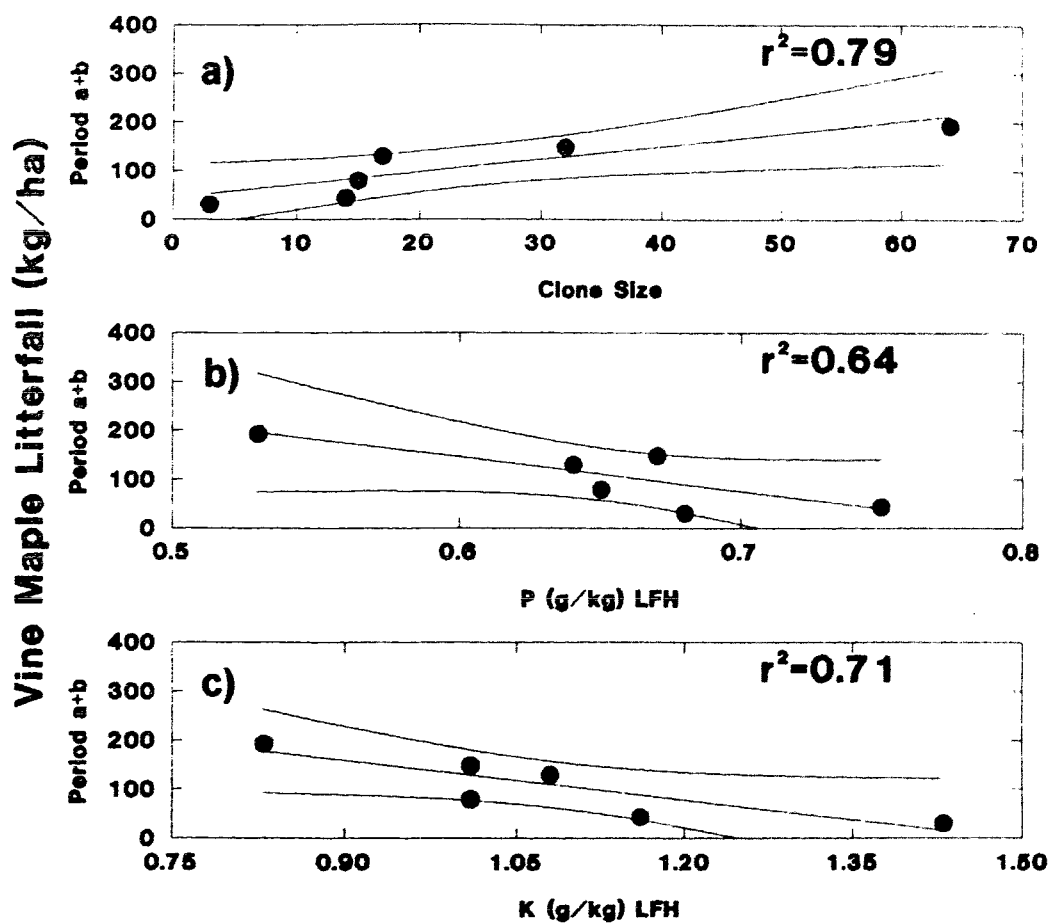 Vine Maple Litterfall (kg/ha)
a)
r²=0.79
Period a+b
400
300
200
100
0
0 10 20 30 40 50 60 70
Clone Size
b)
r²=0.64
Period a+b
400
300
200
100
0
0.5 0.6 0.7 0.8
P (g/kg) LFH
c)
r²=0.71
Period a+b
400
300
200
100
0
0.75 0.90 1.05 1.20 1.35 1.50
K (g/kg) LFH